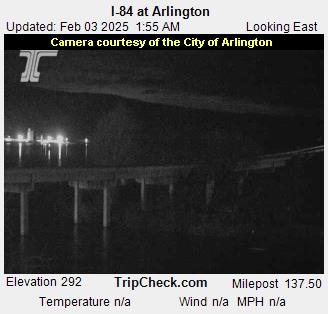 I-84 at Arlington
Updated: Feb 03 2025 1:55 AM Looking East
Camera courtesy of the City of Arlington
Elevation 292 TripCheck.com Milepost 137.50
Temperature n/a Wind n/a MPH n/a